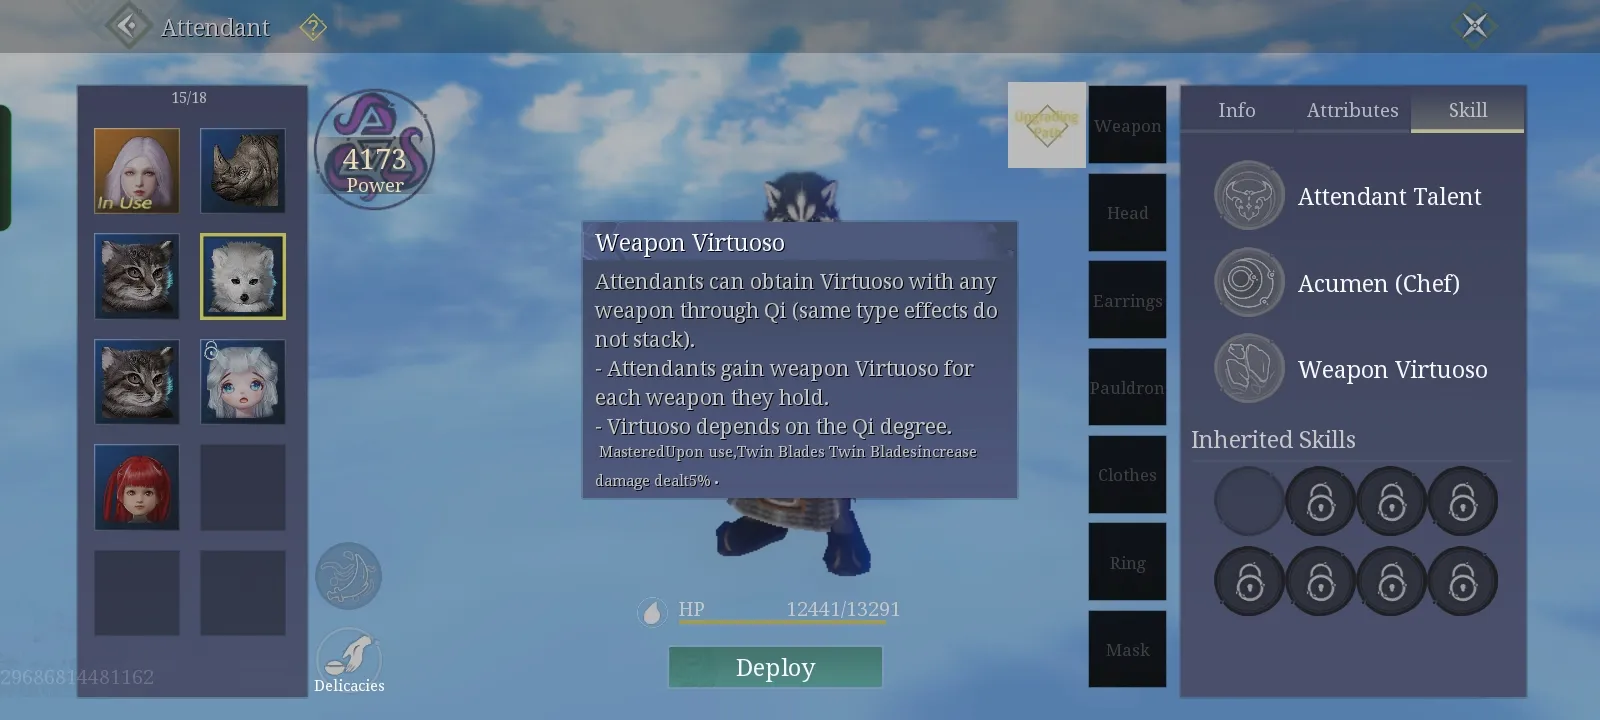 Attendant
?
15/18
In Use
4173
Power
Upgrading
Path
Weapon
Head
Earrings
Pauldron
Clothes
Ring
Mask
Info
Attributes
Skill
Attendant Talent
Acumen (Chef)
Weapon Virtuoso
Inherited Skills
Weapon Virtuoso
Attendants can obtain Virtuoso with any
weapon through Qi (same type effects do
not stack).
- Attendants gain weapon Virtuoso for
each weapon they hold.
- Virtuoso depends on the Qi degree.
MasteredUpon use,Twin Blades Twin Bladesincrease
damage dealt5% .
HP 12441/13291
Deploy
Delicacies
29686814481162